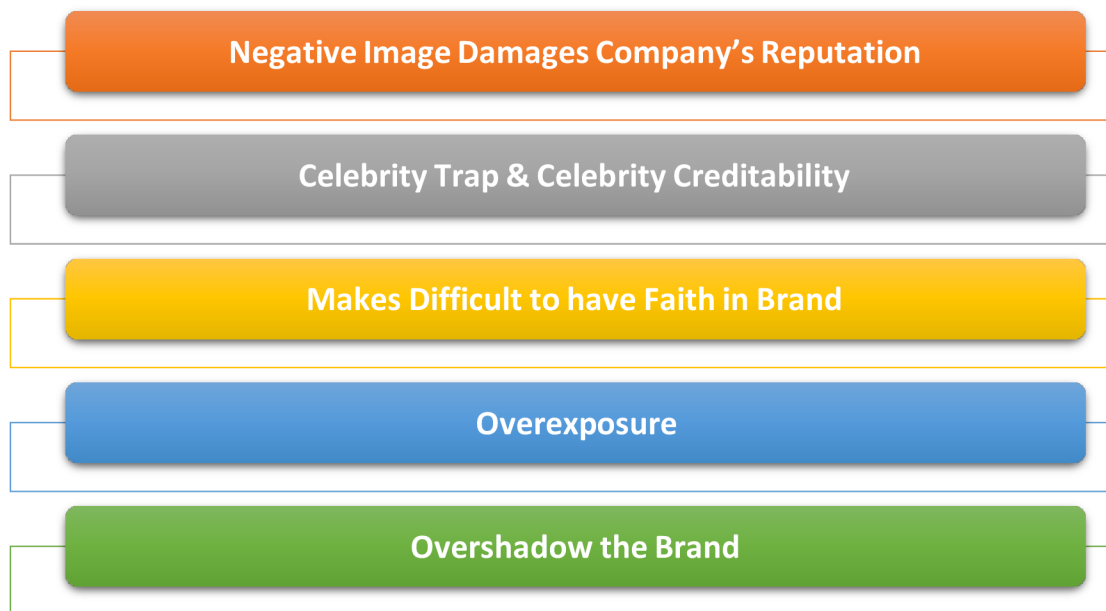 Negative Image Damages Company’s Reputation
Celebrity Trap & Celebrity Creditability
Makes Difficult to have Faith in Brand
Overexposure
Overshadow the Brand